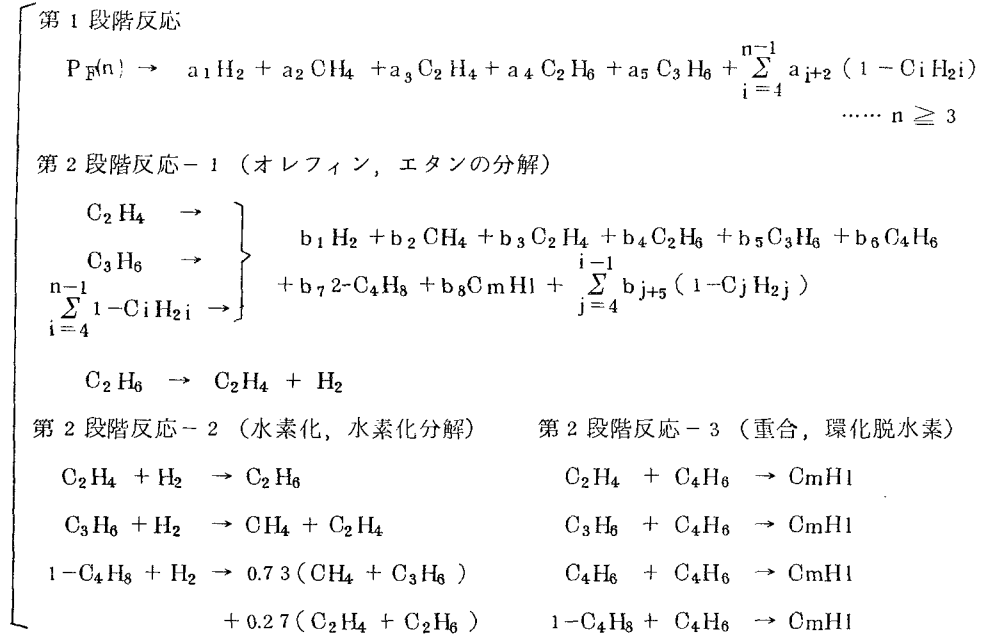 第1段階反応
P_F(n) → a₁H₂ + a₂CH₄ + a₃C₂H₄ + a₄C₂H₆ + a₅C₃H₆ + Σ_{i=4}^{n-1} a_{i+2} (1-CiH₂i)
…… n ≧ 3
第2段階反応-1 (オレフィン, エタンの分解)
C₂H₄ →
C₃H₆ →
Σ_{i=4}^{n-1} 1-CiH₂i →
b₁H₂ + b₂CH₄ + b₃C₂H₄ + b₄C₂H₆ + b₅C₃H₆ + b₆C₄H₆
+ b₇2-C₄H₈ + b₈CmHl + Σ_{j=4}^{i-1} b_{j+5} (1-CjH₂j)
C₂H₆ → C₂H₄ + H₂
第2段階反応-2 (水素化, 水素化分解)
C₂H₄ + H₂ → C₂H₆
C₃H₆ + H₂ → CH₄ + C₂H₄
1-C₄H₈ + H₂ → 0.73(CH₄ + C₃H₆)
+ 0.27(C₂H₄ + C₂H₆)
第2段階反応-3 (重合, 環化脱水素)
C₂H₄ + C₄H₆ → CmHl
C₃H₆ + C₄H₆ → CmHl
C₄H₆ + C₄H₆ → CmHl
1-C₄H₈ + C₄H₆ → CmHl